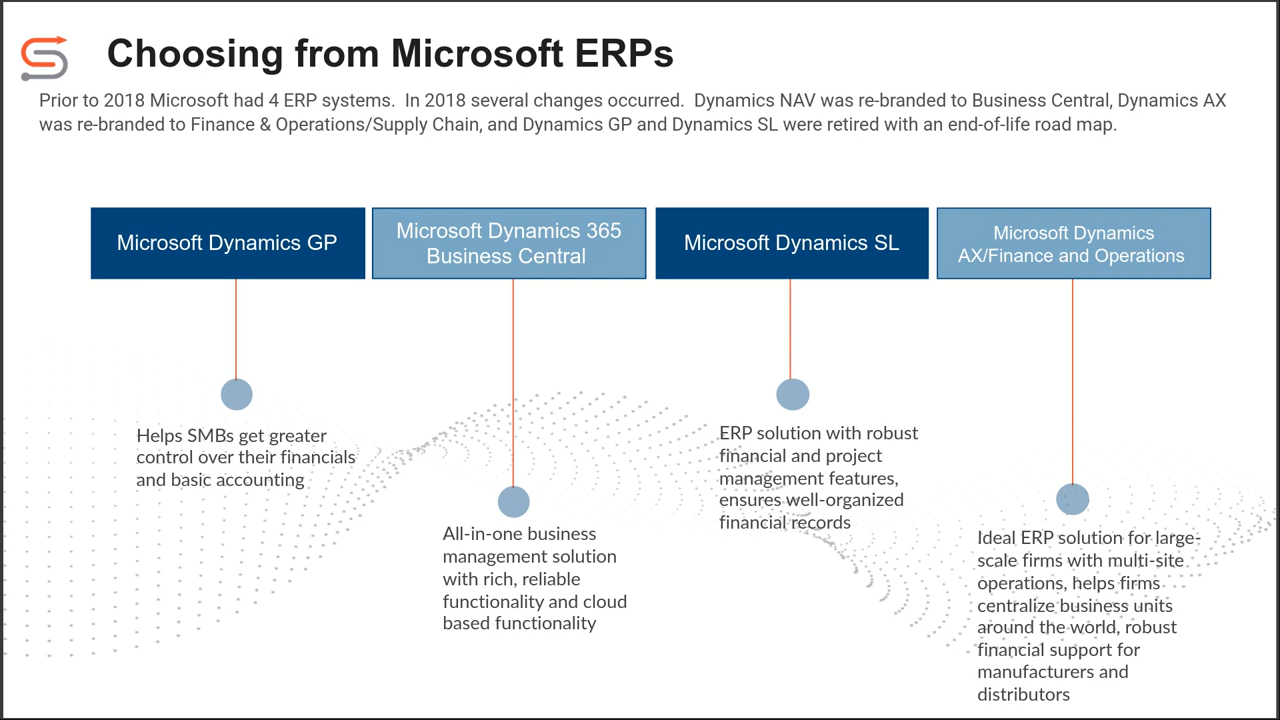 Choosing from Microsoft ERPs
Prior to 2018 Microsoft had 4 ERP systems.  In 2018 several changes occurred.  Dynamics NAV was re-branded to Business Central, Dynamics AX
was re-branded to Finance & Operations/Supply Chain, and Dynamics GP and Dynamics SL were retired with an end-of-life road map.
Microsoft Dynamics GP
Helps SMBs get greater
control over their financials
and basic accounting
Microsoft Dynamics 365
Business Central
All-in-one business
management solution
with rich, reliable
functionality and cloud
based functionality
Microsoft Dynamics SL
ERP solution with robust
financial and project
management features,
ensures well-organized
financial records
Microsoft Dynamics
AX/Finance and Operations
Ideal ERP solution for large-
scale firms with multi-site
operations, helps firms
centralize business units
around the world, robust
financial support for
manufacturers and
distributors